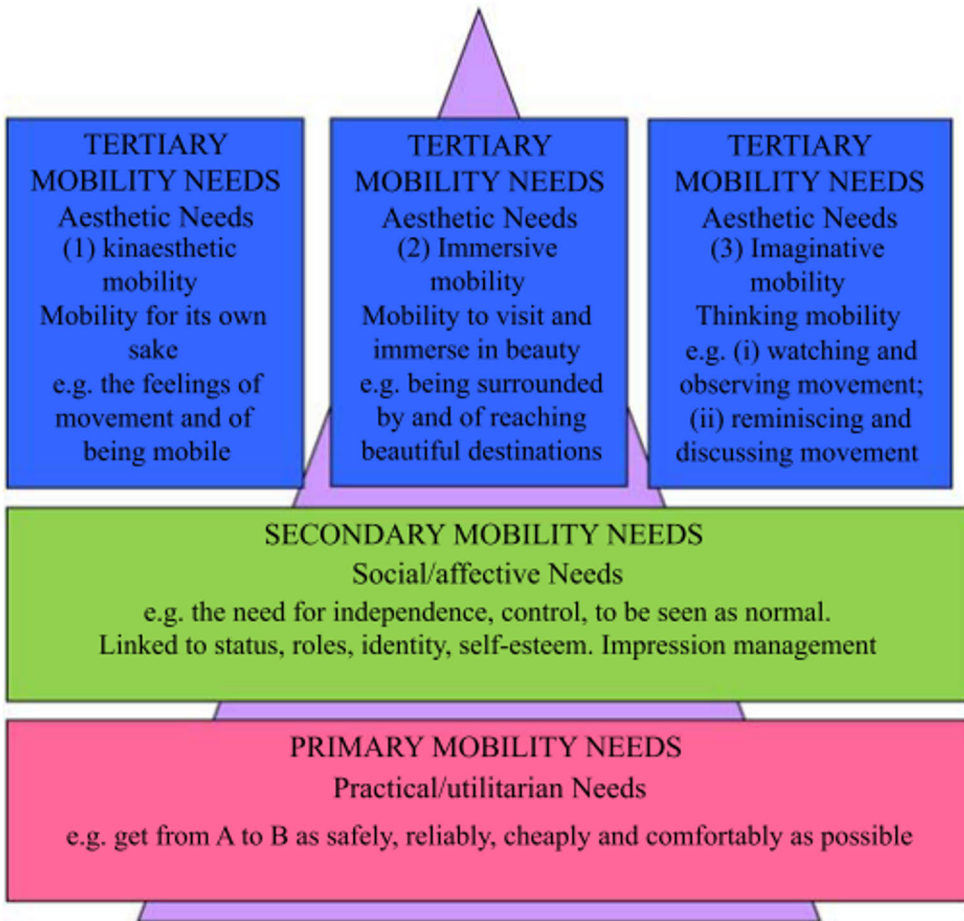 TERTIARY
MOBILITY NEEDS
Aesthetic Needs
(1) kinaesthetic
mobility
Mobility for its own
sake
e.g. the feelings of
movement and of
being mobile
TERTIARY
MOBILITY NEEDS
Aesthetic Needs
(2) Immersive
mobility
Mobility to visit and
immerse in beauty
e.g. being surrounded
by and of reaching
beautiful destinations
TERTIARY
MOBILITY NEEDS
Aesthetic Needs
(3) Imaginative
mobility
Thinking mobility
e.g. (i) watching and
observing movement;
(ii) reminiscing and
discussing movement
SECONDARY MOBILITY NEEDS
Social/affective Needs
e.g. the need for independence, control, to be seen as normal.
Linked to status, roles, identity, self-esteem. Impression management
PRIMARY MOBILITY NEEDS
Practical/utilitarian Needs
e.g. get from A to B as safely, reliably, cheaply and comfortably as possible